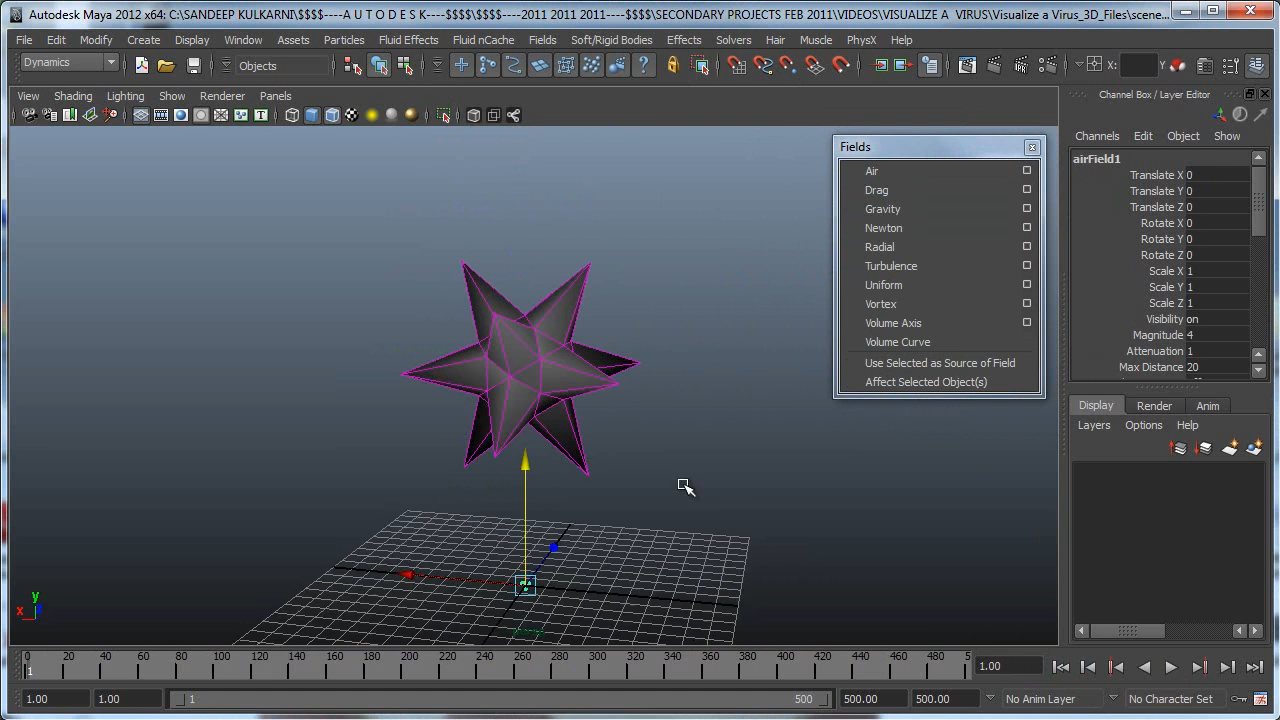 Autodesk Maya 2012 x64: C:\SANDEEP KULKARNI\$$$$----A U T O D E S K----$$$$\$$$$----2011 2011 2011----$$$$\SECONDARY PROJECTS FEB 2011\VIDEOS\VISUALIZE A VIRUS\Visualize a Virus_3D_Files\scene...
File Edit Modify Create Display Window Assets Particles Fluid Effects Fluid nCache Fields Soft/Rigid Bodies Effects Solvers Hair Muscle PhysX Help
Dynamics Objects X Y
View Shading Lighting Show Renderer Panels
Channel Box / Layer Editor
Channels Edit Object Show
Fields
Air
Drag
Gravity
Newton
Radial
Turbulence
Uniform
Vortex
Volume Axis
Volume Curve
Use Selected as Source of Field
Affect Selected Object(s)
airField1
Translate X 0
Translate Y 0
Translate Z 0
Rotate X 0
Rotate Y 0
Rotate Z 0
Scale X 1
Scale Y 1
Scale Z 1
Visibility on
Magnitude 4
Attenuation 1
Max Distance 20
Display Render Anim
Layers Options Help
y
x
0 20 40 60 80 100 120 140 160 180 200 220 240 260 280 300 320 340 360 380 400 420 440 460 480 5
1
1.00
1.00 1.00 1 500 500.00 500.00 No Anim Layer No Character Set